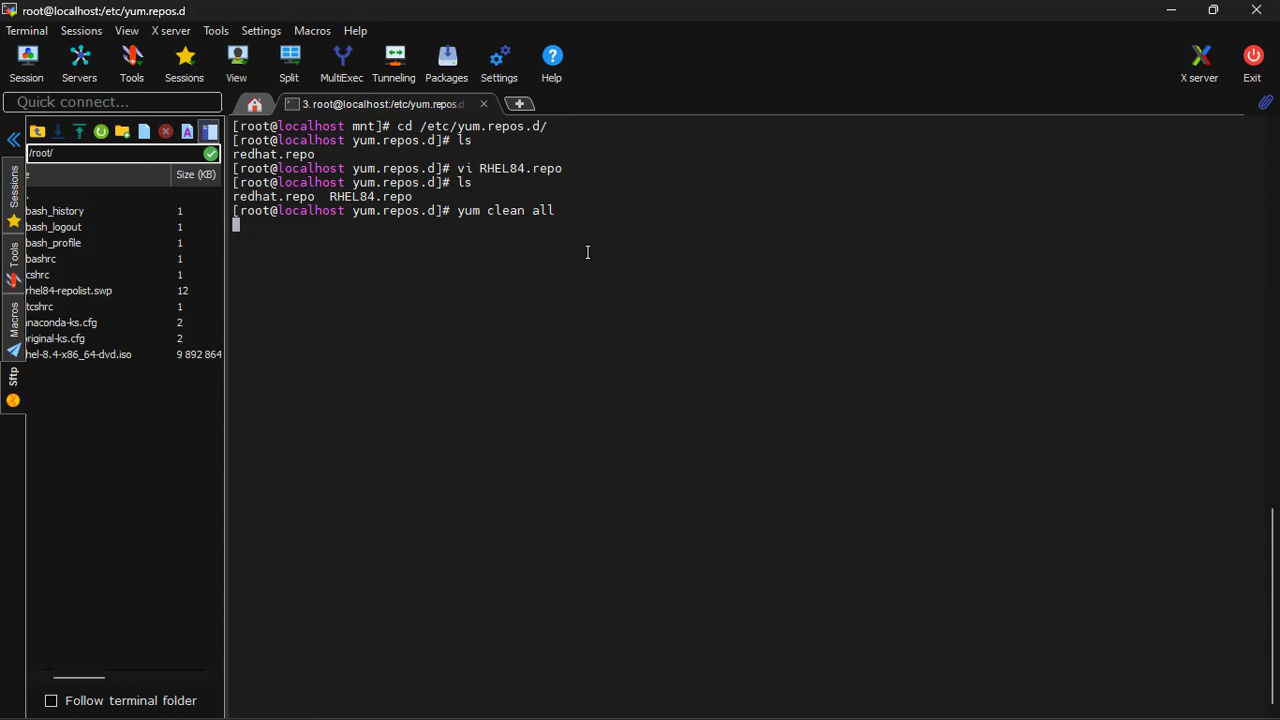 root@localhost:/etc/yum.repos.d
Terminal Sessions View X server Tools Settings Macros Help
Session Servers Tools Sessions View Split MultiExec Tunneling Packages Settings Help X server Exit
Quick connect...
3. root@localhost:/etc/yum.repos.d
/root/
Size (KB)
bash_history 1
bash_logout 1
bash_profile 1
bashrc 1
cshrc 1
rhel84-repolist.swp 12
tcshrc 1
anaconda-ks.cfg 2
original-ks.cfg 2
hel-8.4-x86_64-dvd.iso 9 892 864
Sessions
Tools
Macros
Sftp
Follow terminal folder
[root@localhost mnt]# cd /etc/yum.repos.d/
[root@localhost yum.repos.d]# ls
redhat.repo
[root@localhost yum.repos.d]# vi RHEL84.repo
[root@localhost yum.repos.d]# ls
redhat.repo RHEL84.repo
[root@localhost yum.repos.d]# yum clean all